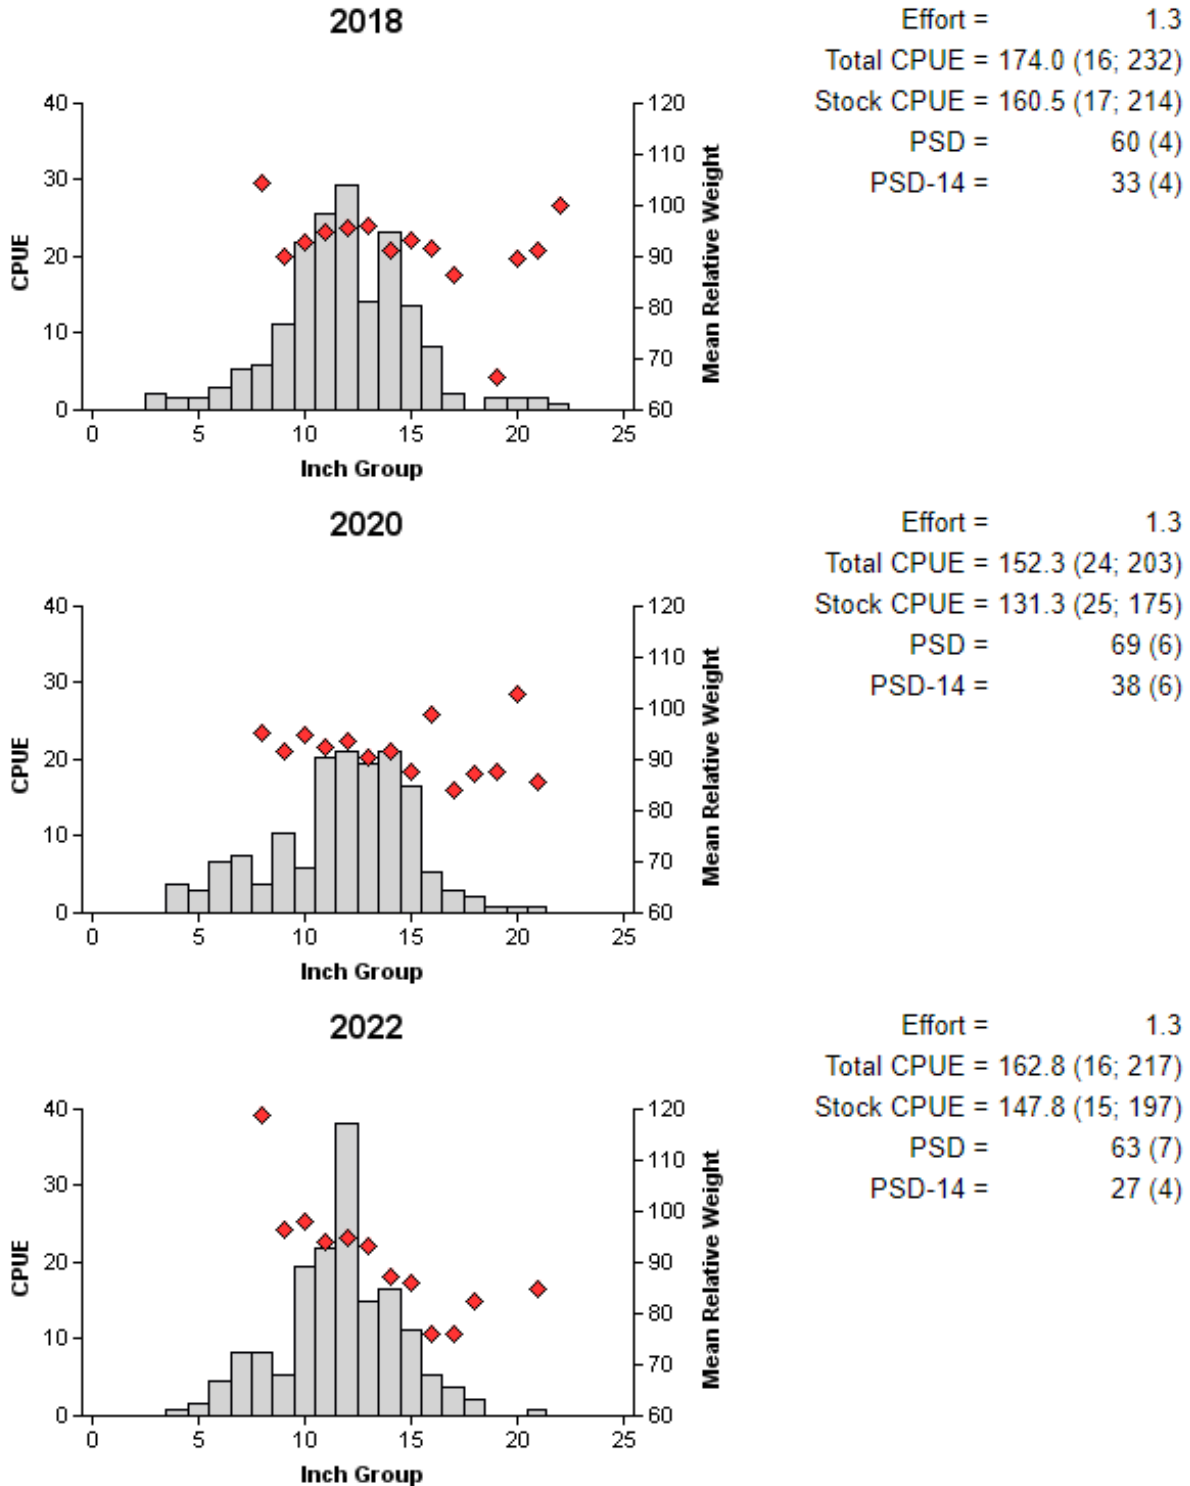 2018
Effort = 1.3
Total CPUE = 174.0 (16; 232)
Stock CPUE = 160.5 (17; 214)
PSD = 60 (4)
PSD-14 = 33 (4)
40
30
20
10
0
CPUE
120
110
100
90
80
70
60
Mean Relative Weight
0 5 10 15 20 25
Inch Group
2020
Effort = 1.3
Total CPUE = 152.3 (24; 203)
Stock CPUE = 131.3 (25; 175)
PSD = 69 (6)
PSD-14 = 38 (6)
40
30
20
10
0
CPUE
120
110
100
90
80
70
60
Mean Relative Weight
0 5 10 15 20 25
Inch Group
2022
Effort = 1.3
Total CPUE = 162.8 (16; 217)
Stock CPUE = 147.8 (15; 197)
PSD = 63 (7)
PSD-14 = 27 (4)
40
30
20
10
0
CPUE
120
110
100
90
80
70
60
Mean Relative Weight
0 5 10 15 20 25
Inch Group